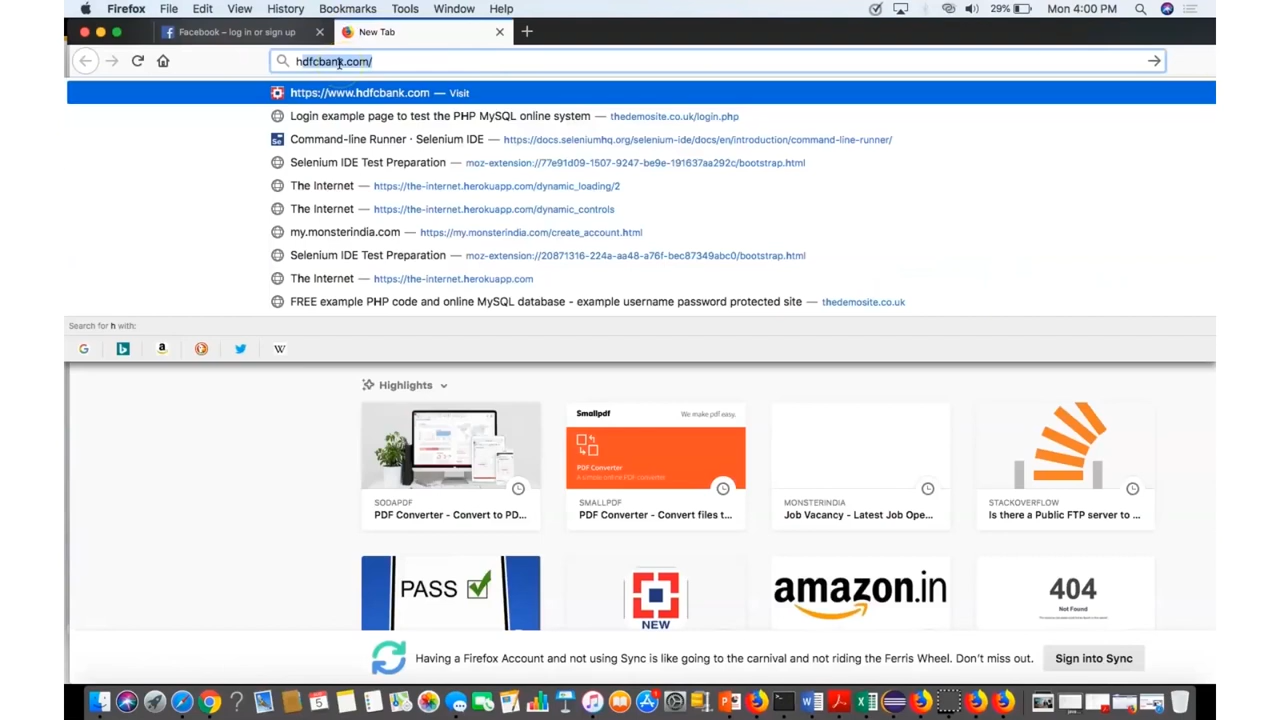 Firefox File Edit View History Bookmarks Tools Window Help 29% Mon 4:00 PM
Facebook – log in or sign up New Tab
hdfcbank.com/
https://www.hdfcbank.com — Visit
Login example page to test the PHP MySQL online system — thedemosite.co.uk/login.php
Command-line Runner · Selenium IDE — https://docs.seleniumhq.org/selenium-ide/docs/en/introduction/command-line-runner/
Selenium IDE Test Preparation — moz-extension://77e91d09-1507-9247-be9e-191637aa292c/bootstrap.html
The Internet — https://the-internet.herokuapp.com/dynamic_loading/2
The Internet — https://the-internet.herokuapp.com/dynamic_controls
my.monsterindia.com — https://my.monsterindia.com/create_account.html
Selenium IDE Test Preparation — moz-extension://20871316-224a-aa48-a76f-bec87349abc0/bootstrap.html
The Internet — https://the-internet.herokuapp.com
FREE example PHP code and online MySQL database - example username password protected site — thedemosite.co.uk
Search for h with:
Highlights
Smallpdf We make pdf easy.
PDF Converter
SODAPDF
PDF Converter - Convert to PD...
SMALLPDF
PDF Converter - Convert files t...
MONSTERINDIA
Job Vacancy - Latest Job Ope...
STACKOVERFLOW
Is there a Public FTP server to ...
PASS
NEW
amazon.in
404
Not Found
Having a Firefox Account and not using Sync is like going to the carnival and not riding the Ferris Wheel. Don't miss out. Sign into Sync